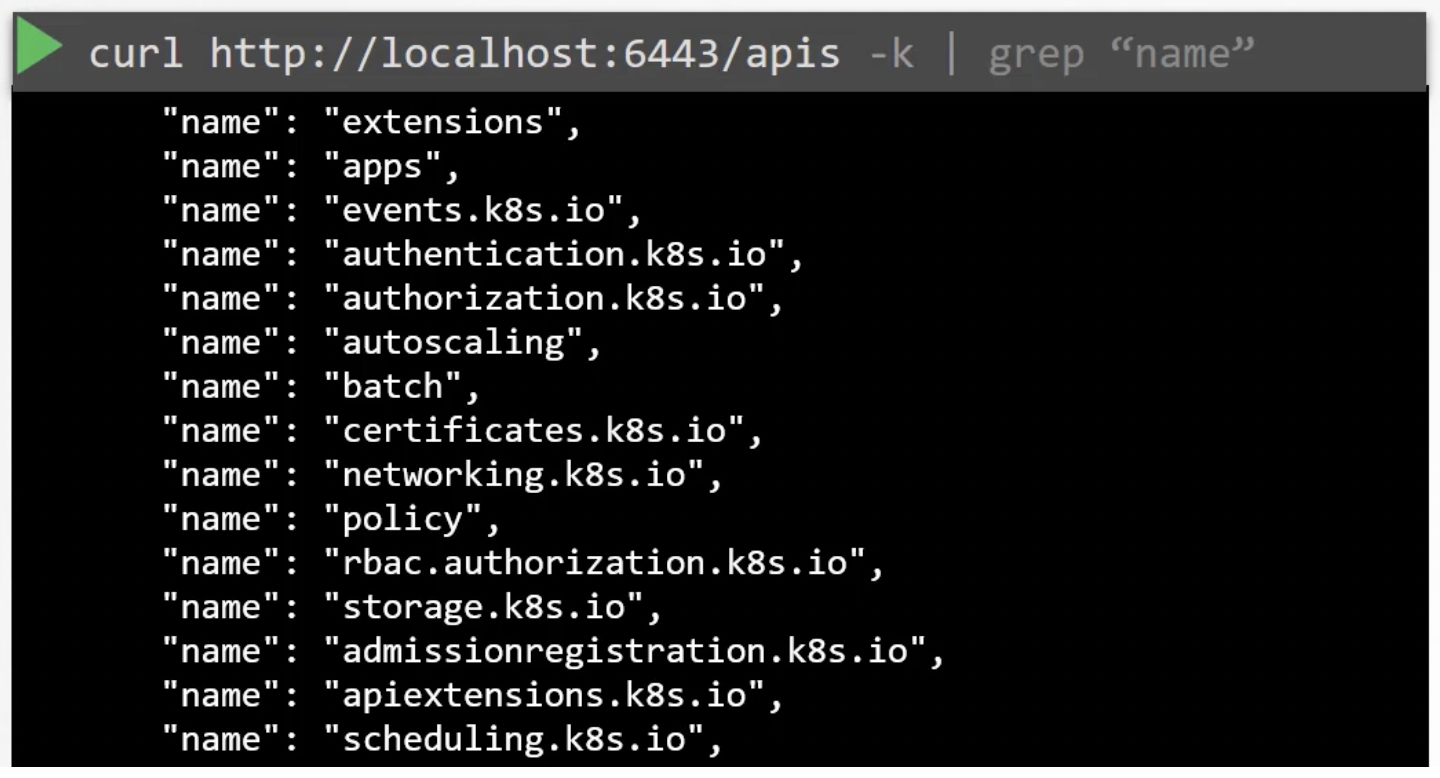 curl http://localhost:6443/apis -k | grep “name”
"name": "extensions",
"name": "apps",
"name": "events.k8s.io",
"name": "authentication.k8s.io",
"name": "authorization.k8s.io",
"name": "autoscaling",
"name": "batch",
"name": "certificates.k8s.io",
"name": "networking.k8s.io",
"name": "policy",
"name": "rbac.authorization.k8s.io",
"name": "storage.k8s.io",
"name": "admissionregistration.k8s.io",
"name": "apiextensions.k8s.io",
"name": "scheduling.k8s.io",